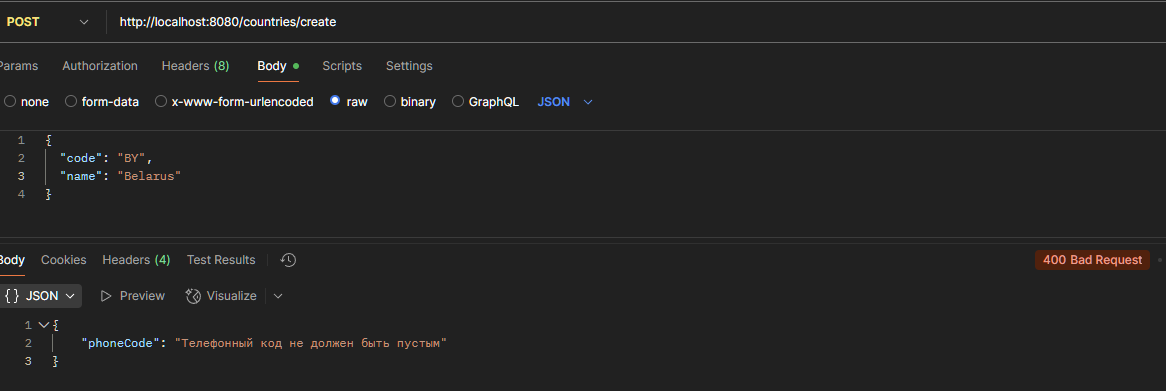 POST http://localhost:8080/countries/create
Params Authorization Headers (8) Body Scripts Settings
none form-data x-www-form-urlencoded raw binary GraphQL JSON
1 {
2 "code": "BY",
3 "name": "Belarus"
4 }
Body Cookies Headers (4) Test Results 400 Bad Request
{} JSON Preview Visualize
1 {
2 "phoneCode": "Телефонный код не должен быть пустым"
3 }